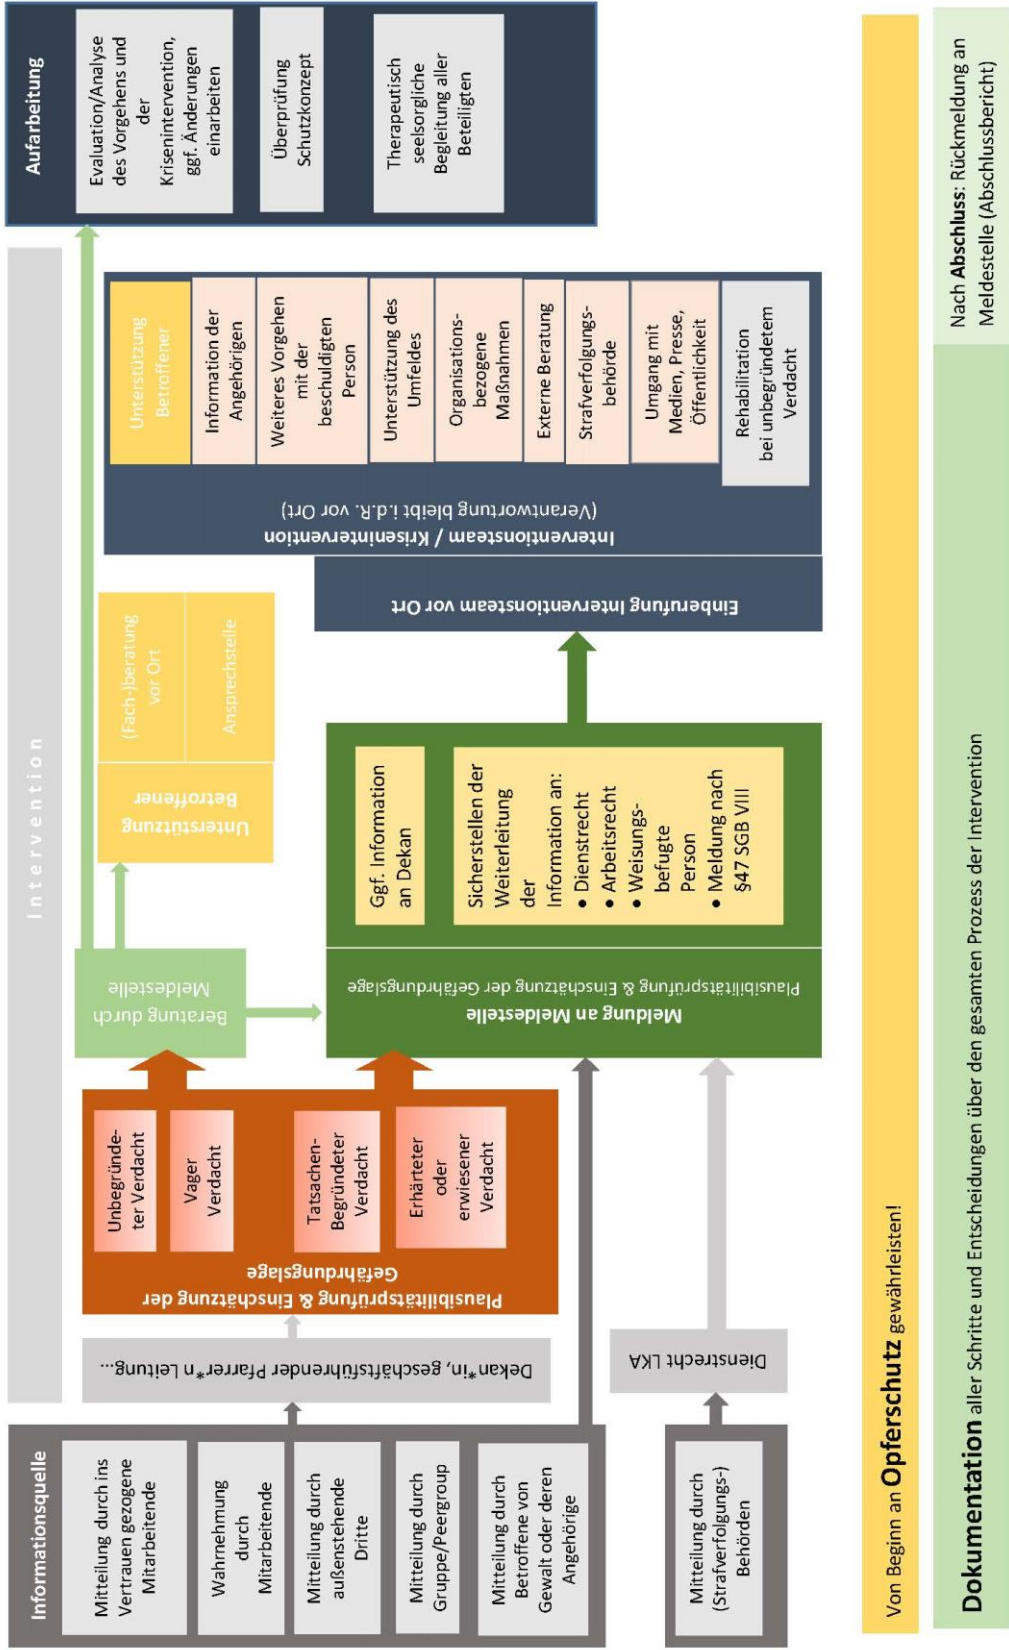 Intervention
Informationsquelle
Mitteilung durch ins
Vertrauen gezogene
Mitarbeitende
Wahrnehmung
durch
Mitarbeitende
Mitteilung durch
außenstehende
Dritte
Mitteilung durch
Gruppe/Peergroup
Mitteilung durch
Betroffene von
Gewalt oder deren
Angehörige
Mitteilung durch
(Strafverfolgungs-)
Behörden
Dekan*in, geschäftsführender Pfarrer*n Leitung...
Dienstrecht LKA
Plausibilitätsprüfung & Einschätzung der
Gefährdungslage
Unbegründe-
ter Verdacht
Vager
Verdacht
Tatsachen-
Begründeter
Verdacht
Erhärteter
oder
erwiesener
Verdacht
Beratung durch
Meldestelle
Meldung an Meldestelle
Plausibilitätsprüfung & Einschätzung der Gefährdungslage
Ggf. Information
an Dekan
Sicherstellen der
Weiterleitung
der
Information an:
• Dienstrecht
• Arbeitsrecht
• Weisungs-
befugte
Person
• Meldung nach
§47 SGB VIII
Unterstützung
Betroffener
(Fach-)beratung
vor Ort
Ansprechstelle
Einberufung Interventionsteam vor Ort
Interventionsteam / Krisenintervention
(Verantwortung bleibt i.d.R. vor Ort)
Unterstützung
Betroffener
Information der
Angehörigen
Weiteres Vorgehen
mit der
beschuldigten
Person
Unterstützung des
Umfeldes
Organisations-
bezogene
Maßnahmen
Externe Beratung
Strafverfolgungs-
behörde
Umgang mit
Medien, Presse,
Öffentlichkeit
Rehabilitation
bei unbegründetem
Verdacht
Aufarbeitung
Evaluation/Analyse
des Vorgehens und
der
Krisenintervention,
ggf. Änderungen
einarbeiten
Überprüfung
Schutzkonzept
Therapeutisch
seelsorgliche
Begleitung aller
Beteiligten
Von Beginn an Opferschutz gewährleisten!
Dokumentation aller Schritte und Entscheidungen über den gesamten Prozess der Intervention
Nach Abschluss: Rückmeldung an
Meldestelle (Abschlussbericht)